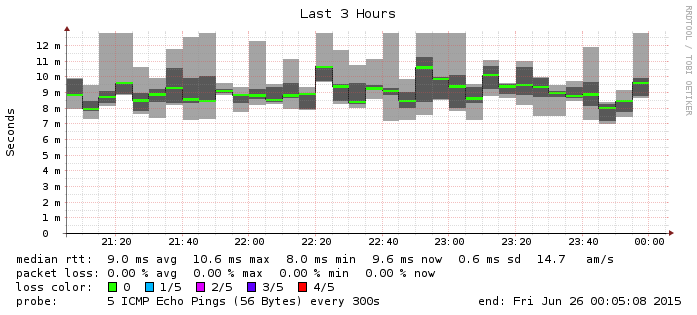 Last 3 Hours
RRDTOOL / TOBI OETIKER
Seconds
12 m
11 m
10 m
9 m
8 m
7 m
6 m
5 m
4 m
3 m
2 m
1 m
0
21:20 21:40 22:00 22:20 22:40 23:00 23:20 23:40 00:00
median rtt: 9.0 ms avg 10.6 ms max 8.0 ms min 9.6 ms now 0.6 ms sd 14.7 am/s
packet loss: 0.00 % avg 0.00 % max 0.00 % min 0.00 % now
loss color: 0 1/5 2/5 3/5 4/5
probe: 5 ICMP Echo Pings (56 Bytes) every 300s end: Fri Jun 26 00:05:08 2015